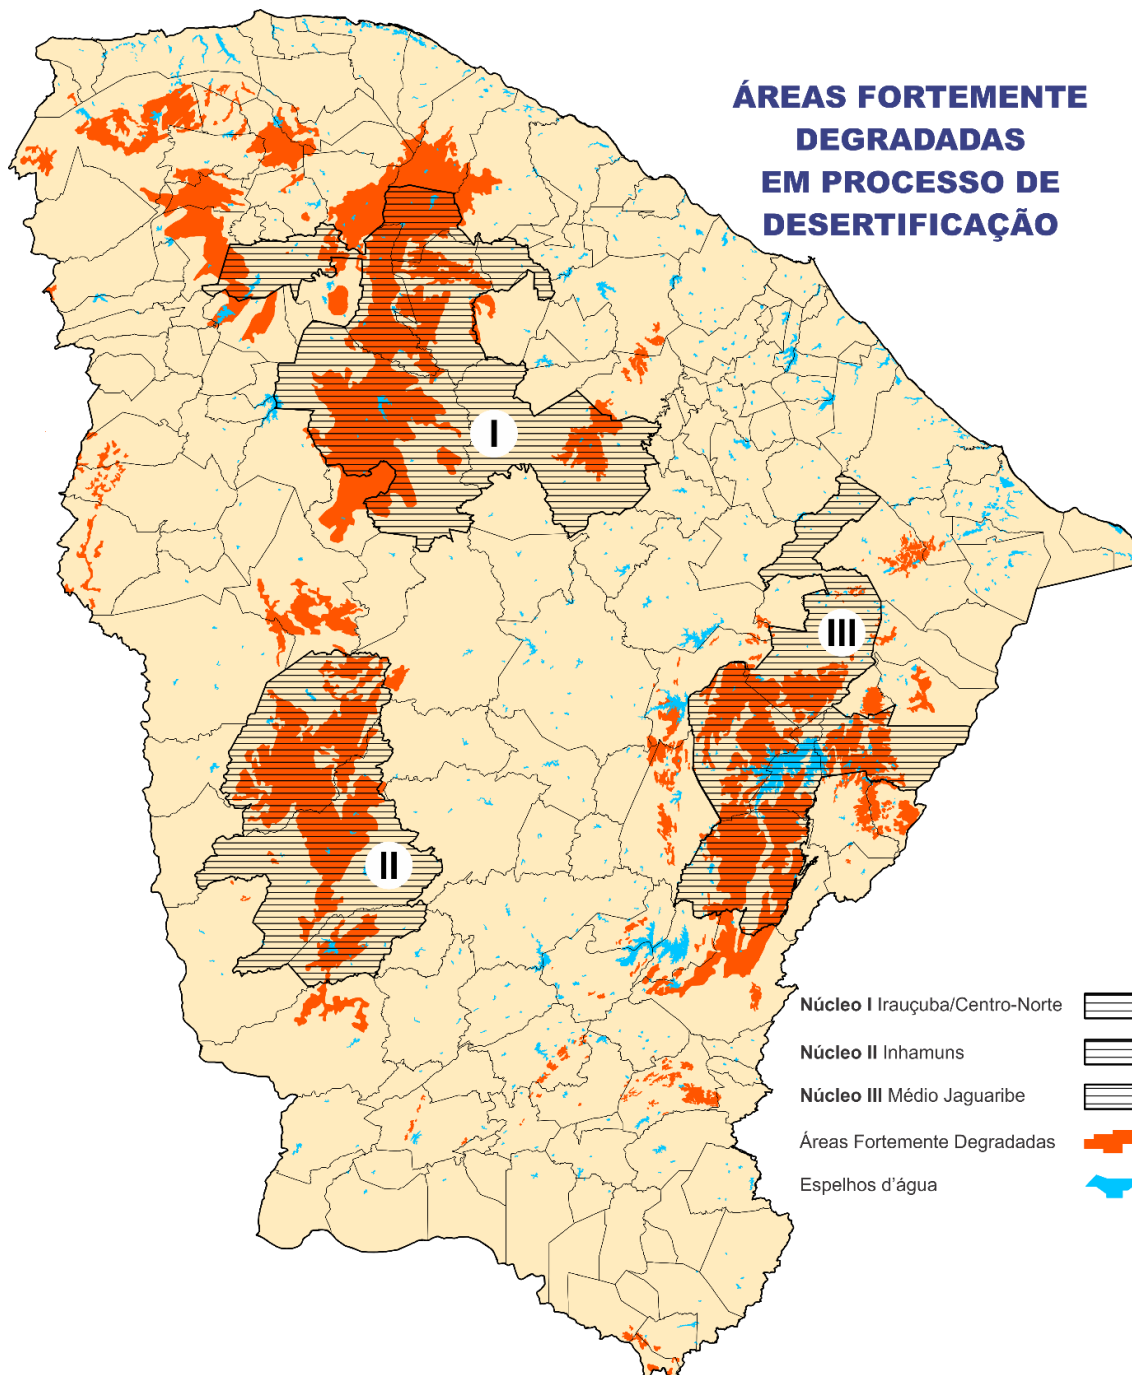 ÁREAS FORTEMENTE
DEGRADADAS
EM PROCESSO DE
DESERTIFICAÇÃO
I
III
II
Núcleo I Irauçuba/Centro-Norte
Núcleo II Inhamuns
Núcleo III Médio Jaguaribe
Áreas Fortemente Degradadas
Espelhos d'água